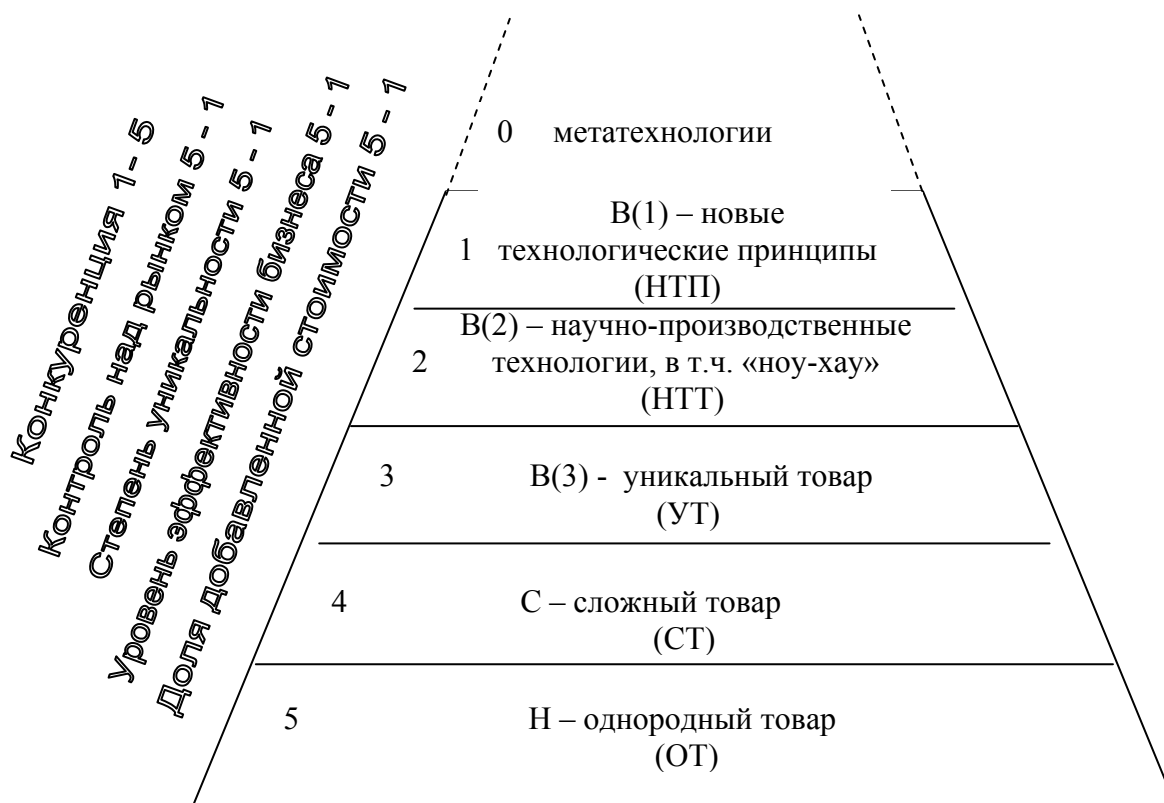 Конкуренция 1- 5
Контроль над рынком 5 - 1
Степень уникальности 5 - 1
Уровень эффективности бизнеса 5 - 1
Доля добавленной стоимости 5 - 1
0 метатехнологии
В(1) – новые
1 технологические принципы
(НТП)
В(2) – научно-производственные
2 технологии, в т.ч. «ноу-хау»
(НТТ)
3 В(3) - уникальный товар
(УТ)
4 С – сложный товар
(СТ)
5 Н – однородный товар
(ОТ)